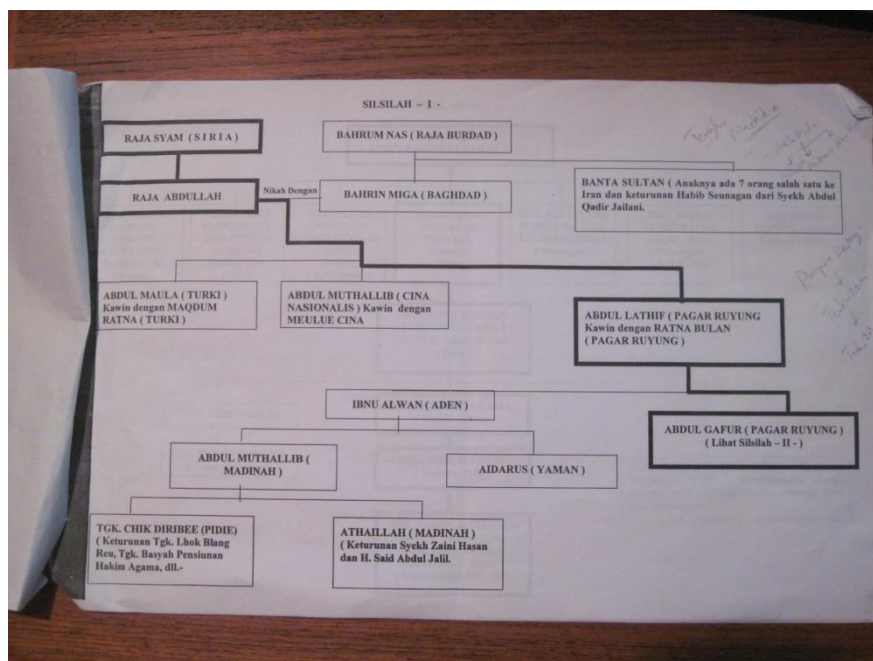 SILSILAH – I -
RAJA SYAM ( S I R I A )
BAHRUM NAS ( RAJA BURDAD )
RAJA ABDULLAH
Nikah Dengan
BAHRIN MIGA ( BAGHDAD )
BANTA SULTAN ( Anaknya ada 7 orang salah satu ke
Iran dan keturunan Habib Seunagan dari Syekh Abdul
Qadir Jailani.
ABDUL MAULA ( TURKI )
Kawin dengan MAQDUM
RATNA ( TURKI )
ABDUL MUTHALLIB ( CINA
NASIONALIS ) Kawin dengan
MEULUE CINA
ABDUL LATHIF ( PAGAR RUYUNG
Kawin dengan RATNA BULAN
( PAGAR RUYUNG )
IBNU ALWAN ( ADEN )
ABDUL GAFUR ( PAGAR RUYUNG )
( Lihat Silsilah – II - )
ABDUL MUTHALLIB (
MADINAH )
AIDARUS ( YAMAN )
TGK. CHIK DIRIBEE (PIDIE)
( Keturunan Tgk. Lhok Blang
Reu, Tgk. Basyah Pensiunan
Hakim Agama, dll.-
ATHAILLAH ( MADINAH )
( Keturunan Syekh Zaini Hasan
dan H. Said Abdul Jalil.